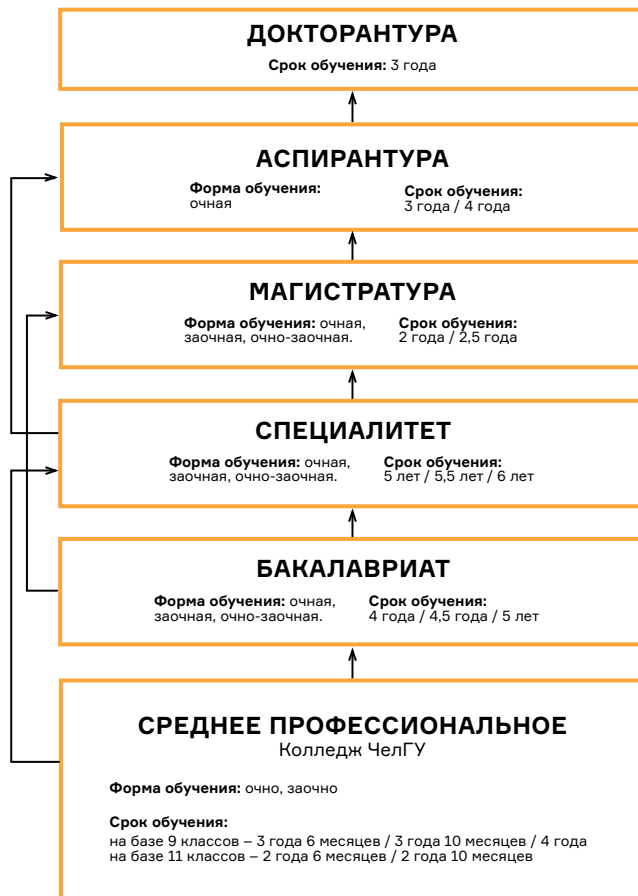 ДОКТОРАНТУРА
Срок обучения: 3 года
АСПИРАНТУРА
Форма обучения:
очная
Срок обучения:
3 года / 4 года
МАГИСТРАТУРА
Форма обучения: очная,
заочная, очно-заочная.
Срок обучения:
2 года / 2,5 года
СПЕЦИАЛИТЕТ
Форма обучения: очная,
заочная, очно-заочная.
Срок обучения:
5 лет / 5,5 лет / 6 лет
БАКАЛАВРИАТ
Форма обучения: очная,
заочная, очно-заочная.
Срок обучения:
4 года / 4,5 года / 5 лет
СРЕДНЕЕ ПРОФЕССИОНАЛЬНОЕ
Колледж ЧелГУ
Форма обучения: очно, заочно
Срок обучения:
на базе 9 классов – 3 года 6 месяцев / 3 года 10 месяцев / 4 года
на базе 11 классов – 2 года 6 месяцев / 2 года 10 месяцев